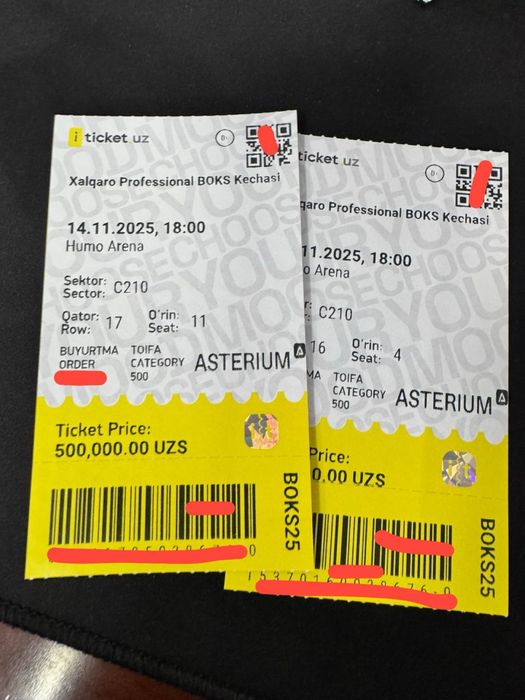 iticket.uz
Xalqaro Professional BOKS Kechasi
14.11.2025, 18:00
Humo Arena
Sektor:
Sector: C210
Qator:
Row: 17
O'rin:
Seat: 11
BUYURTMA
ORDER
TOIFA
CATEGORY
500
ASTERIUM
Ticket Price:
500,000.00 UZS
BOKS25
ticket.uz
qaro Professional BOKS Kechasi
11.2025, 18:00
o Arena
C210
16
O'rin:
Seat: 4
MA
TOIFA
CATEGORY
500
ASTERIUM
Price:
0.00 UZS
BOKS25